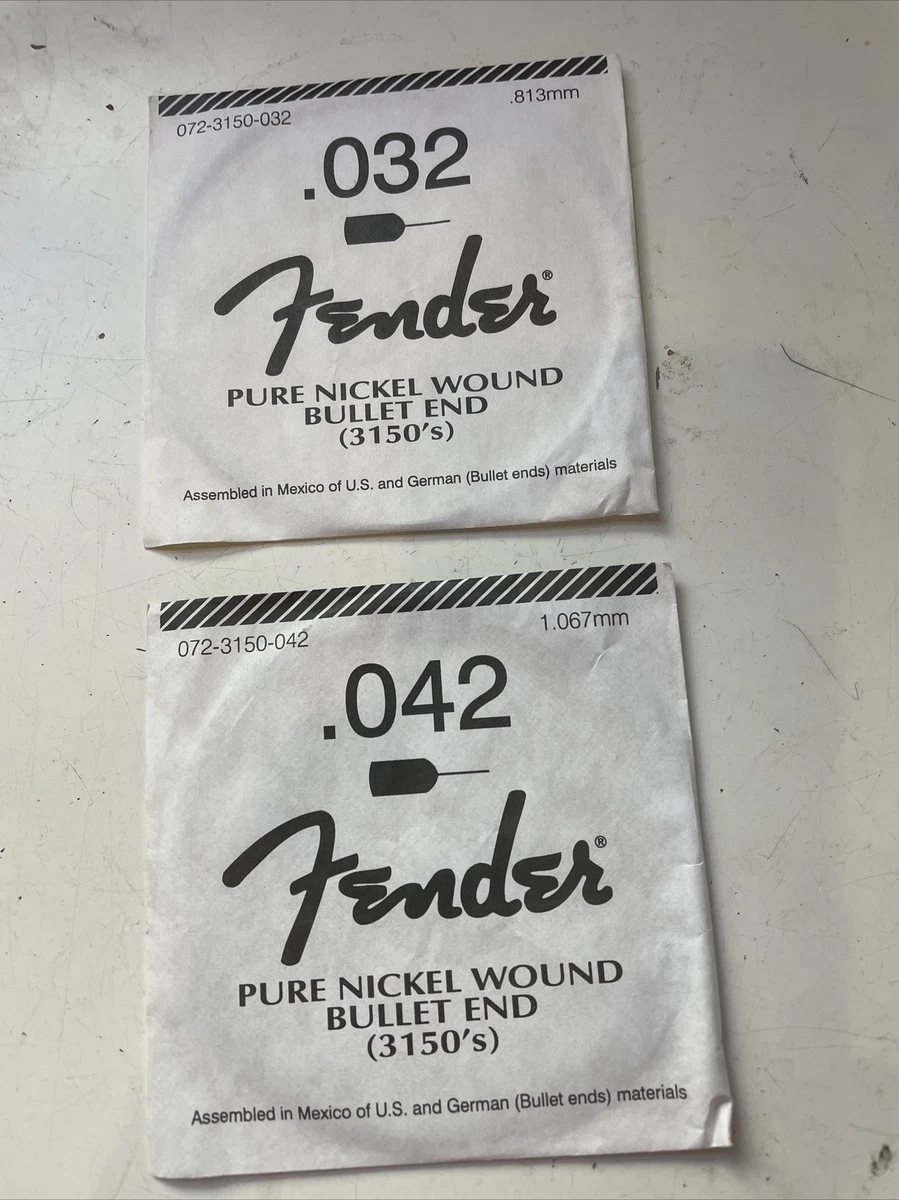 072-3150-032 .813mm
.032
Fender®
PURE NICKEL WOUND
BULLET END
(3150's)
Assembled in Mexico of U.S. and German (Bullet ends) materials
072-3150-042 1.067mm
.042
Fender®
PURE NICKEL WOUND
BULLET END
(3150's)
Assembled in Mexico of U.S. and German (Bullet ends) materials